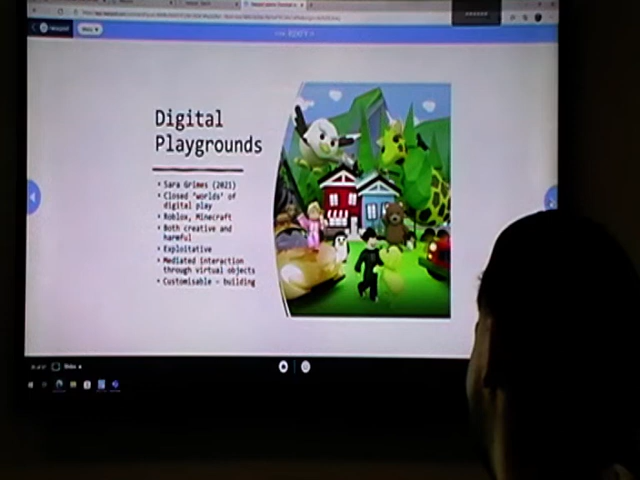 Digital
Playgrounds
• Sara Grimes (2021)
• Closed "worlds" of
digital play
• Roblox, Minecraft
• Both creative and
harmful
• Exploitative
• Mediated interaction
through virtual objects
• Customisable – building